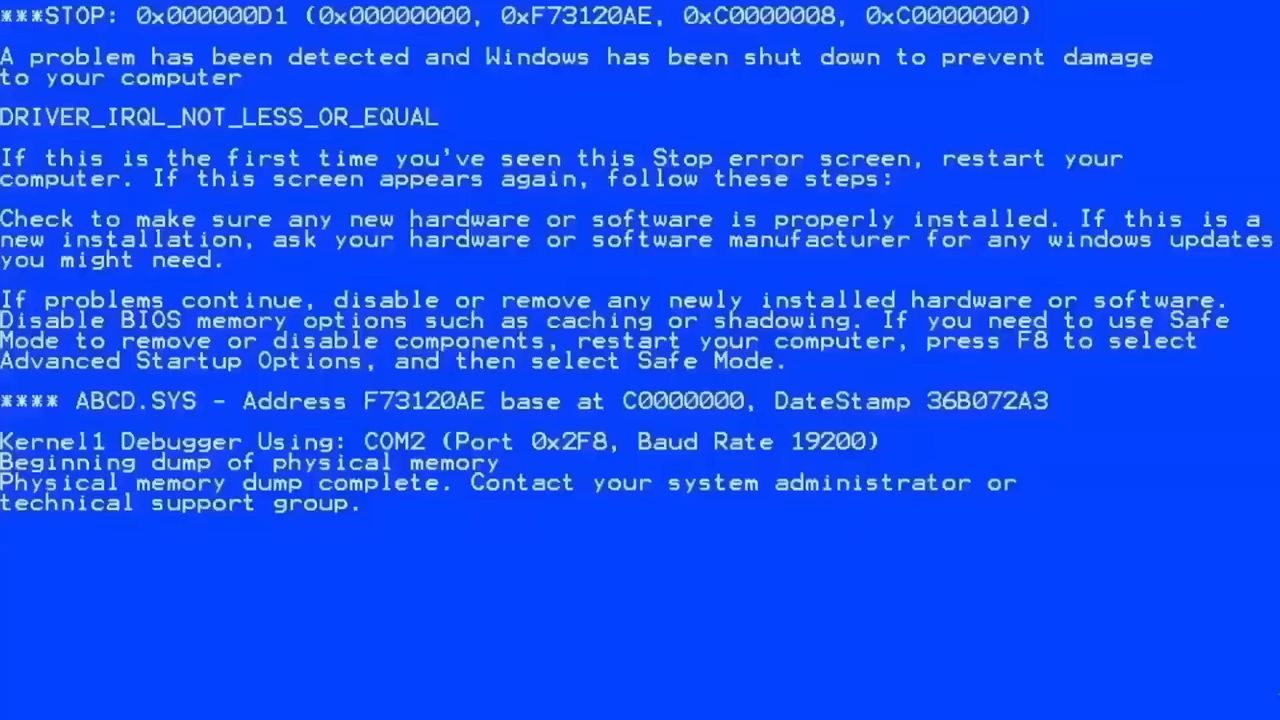 ***STOP: 0x000000D1 (0x00000000, 0xF73120AE, 0xC0000008, 0xC0000000)
A problem has been detected and Windows has been shut down to prevent damage
to your computer
DRIVER_IRQL_NOT_LESS_OR_EQUAL
If this is the first time you've seen this Stop error screen, restart your
computer. If this screen appears again, follow these steps:
Check to make sure any new hardware or software is properly installed. If this is a
new installation, ask your hardware or software manufacturer for any windows updates
you might need.
If problems continue, disable or remove any newly installed hardware or software.
Disable BIOS memory options such as caching or shadowing. If you need to use Safe
Mode to remove or disable components, restart your computer, press F8 to select
Advanced Startup Options, and then select Safe Mode.
**** ABCD.SYS - Address F73120AE base at C0000000, DateStamp 36B072A3
Kernel1 Debugger Using: COM2 (Port 0x2F8, Baud Rate 19200)
Beginning dump of physical memory
Physical memory dump complete. Contact your system administrator or
technical support group.